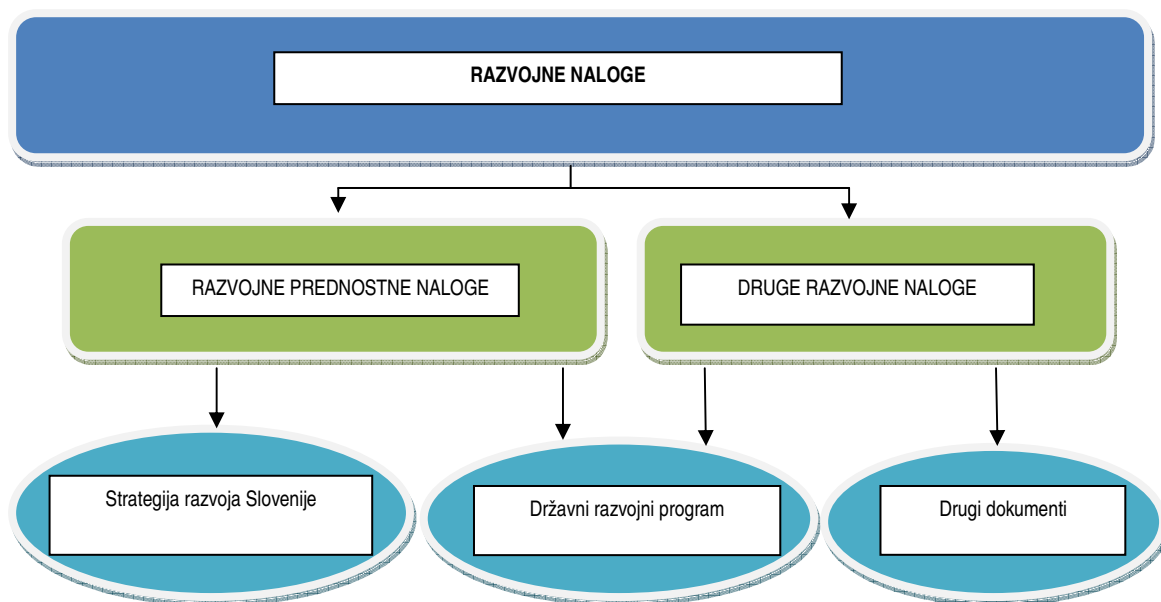 RAZVOJNE NALOGE
RAZVOJNE PREDNOSTNE NALOGE
DRUGE RAZVOJNE NALOGE
Strategija razvoja Slovenije
Državni razvojni program
Drugi dokumenti